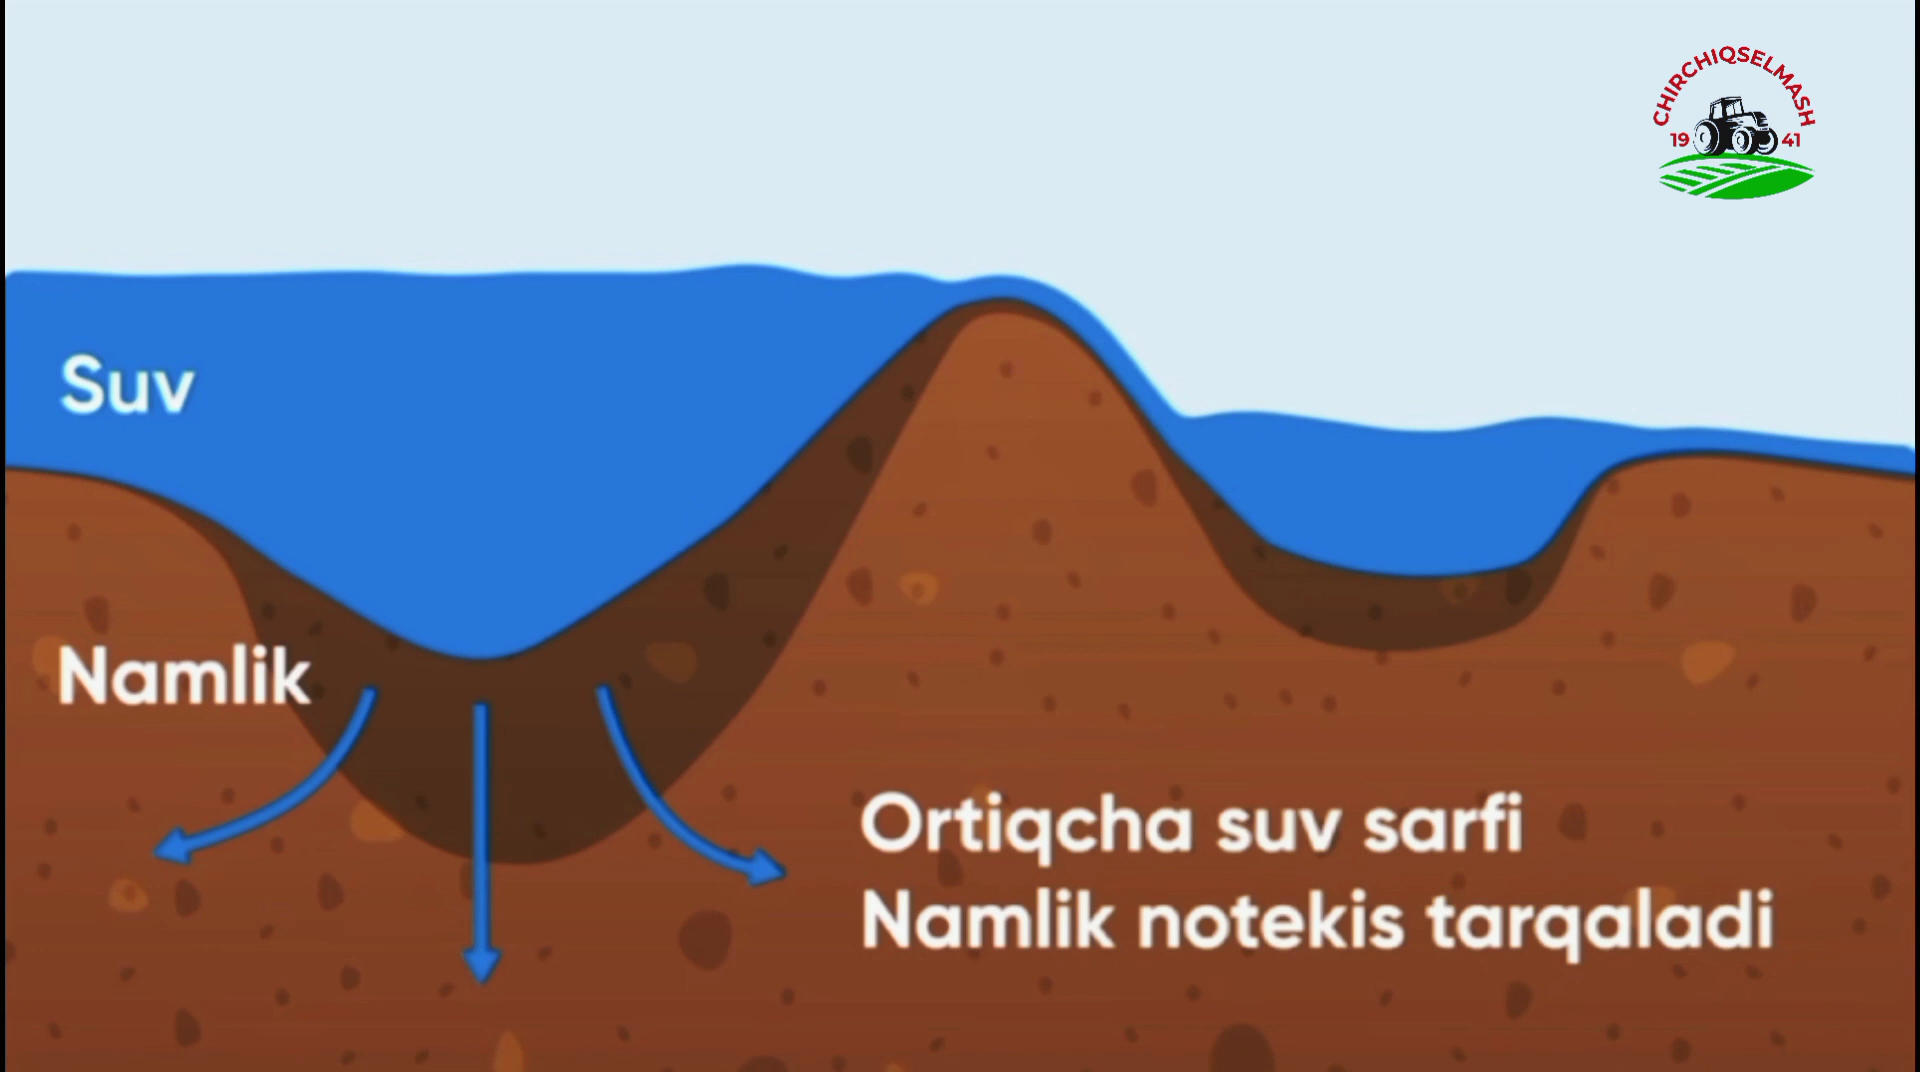 CHIRCHIQSELMASH
19 41
Suv
Namlik
Ortiqcha suv sarfi
Namlik notekis tarqaladi